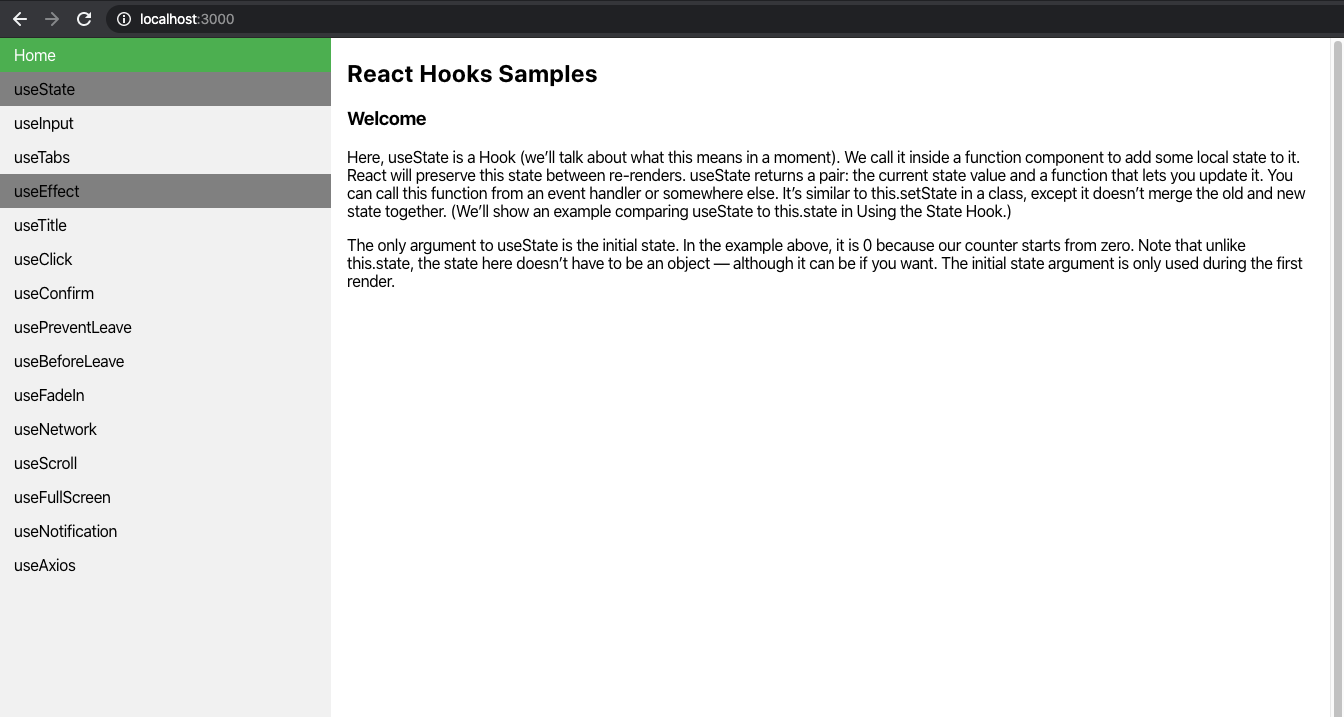 localhost:3000
Home
useState
useInput
useTabs
useEffect
useTitle
useClick
useConfirm
usePreventLeave
useBeforeLeave
useFadeIn
useNetwork
useScroll
useFullScreen
useNotification
useAxios
React Hooks Samples
Welcome
Here, useState is a Hook (we’ll talk about what this means in a moment). We call it inside a function component to add some local state to it.
React will preserve this state between re-renders. useState returns a pair: the current state value and a function that lets you update it. You
can call this function from an event handler or somewhere else. It’s similar to this.setState in a class, except it doesn’t merge the old and new
state together. (We’ll show an example comparing useState to this.state in Using the State Hook.)
The only argument to useState is the initial state. In the example above, it is 0 because our counter starts from zero. Note that unlike
this.state, the state here doesn’t have to be an object — although it can be if you want. The initial state argument is only used during the first
render.